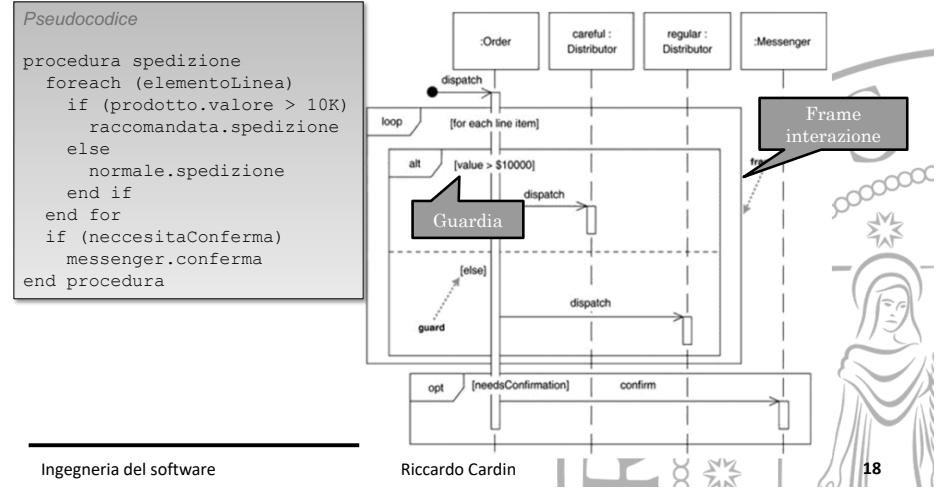 Pseudocodice
procedura spedizione
foreach (elementoLinea)
if (prodotto.valore > 10K)
raccomandata.spedizione
else
normale.spedizione
end if
end for
if (neccesitaConferma)
messenger.conferma
end procedura
:Order
careful :
Distributor
regular :
Distributor
:Messenger
dispatch
loop
[for each line item]
Frame
interazione
alt
[value > $10000]
dispatch
Guardia
[else]
dispatch
guard
opt
[needsConfirmation]
confirm
Ingegneria del software
Riccardo Cardin
18